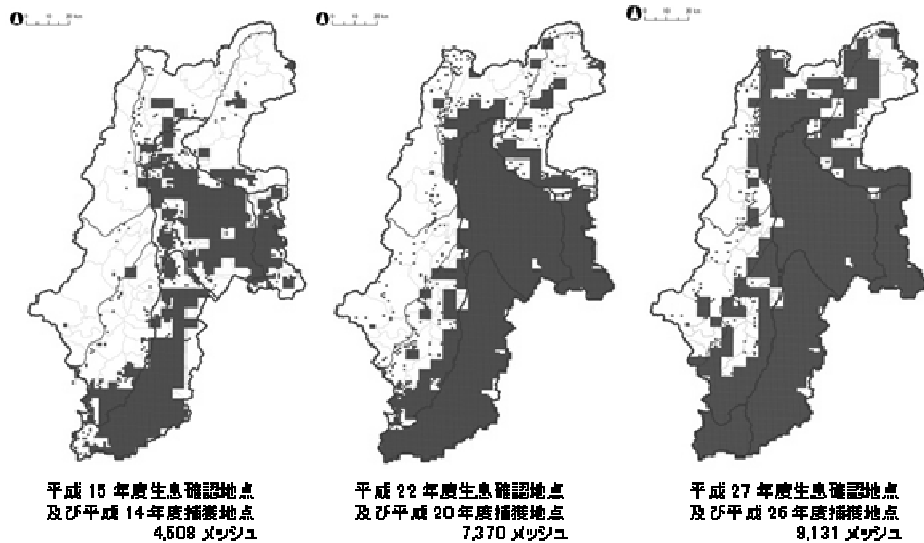 平成 15 年度生息確認地点
及び平成 14 年度捕獲地点
4,508 メッシュ
平成 22 年度生息確認地点
及び平成 20 年度捕獲地点
7,370 メッシュ
平成 27 年度生息確認地点
及び平成 26 年度捕獲地点
9,131 メッシュ